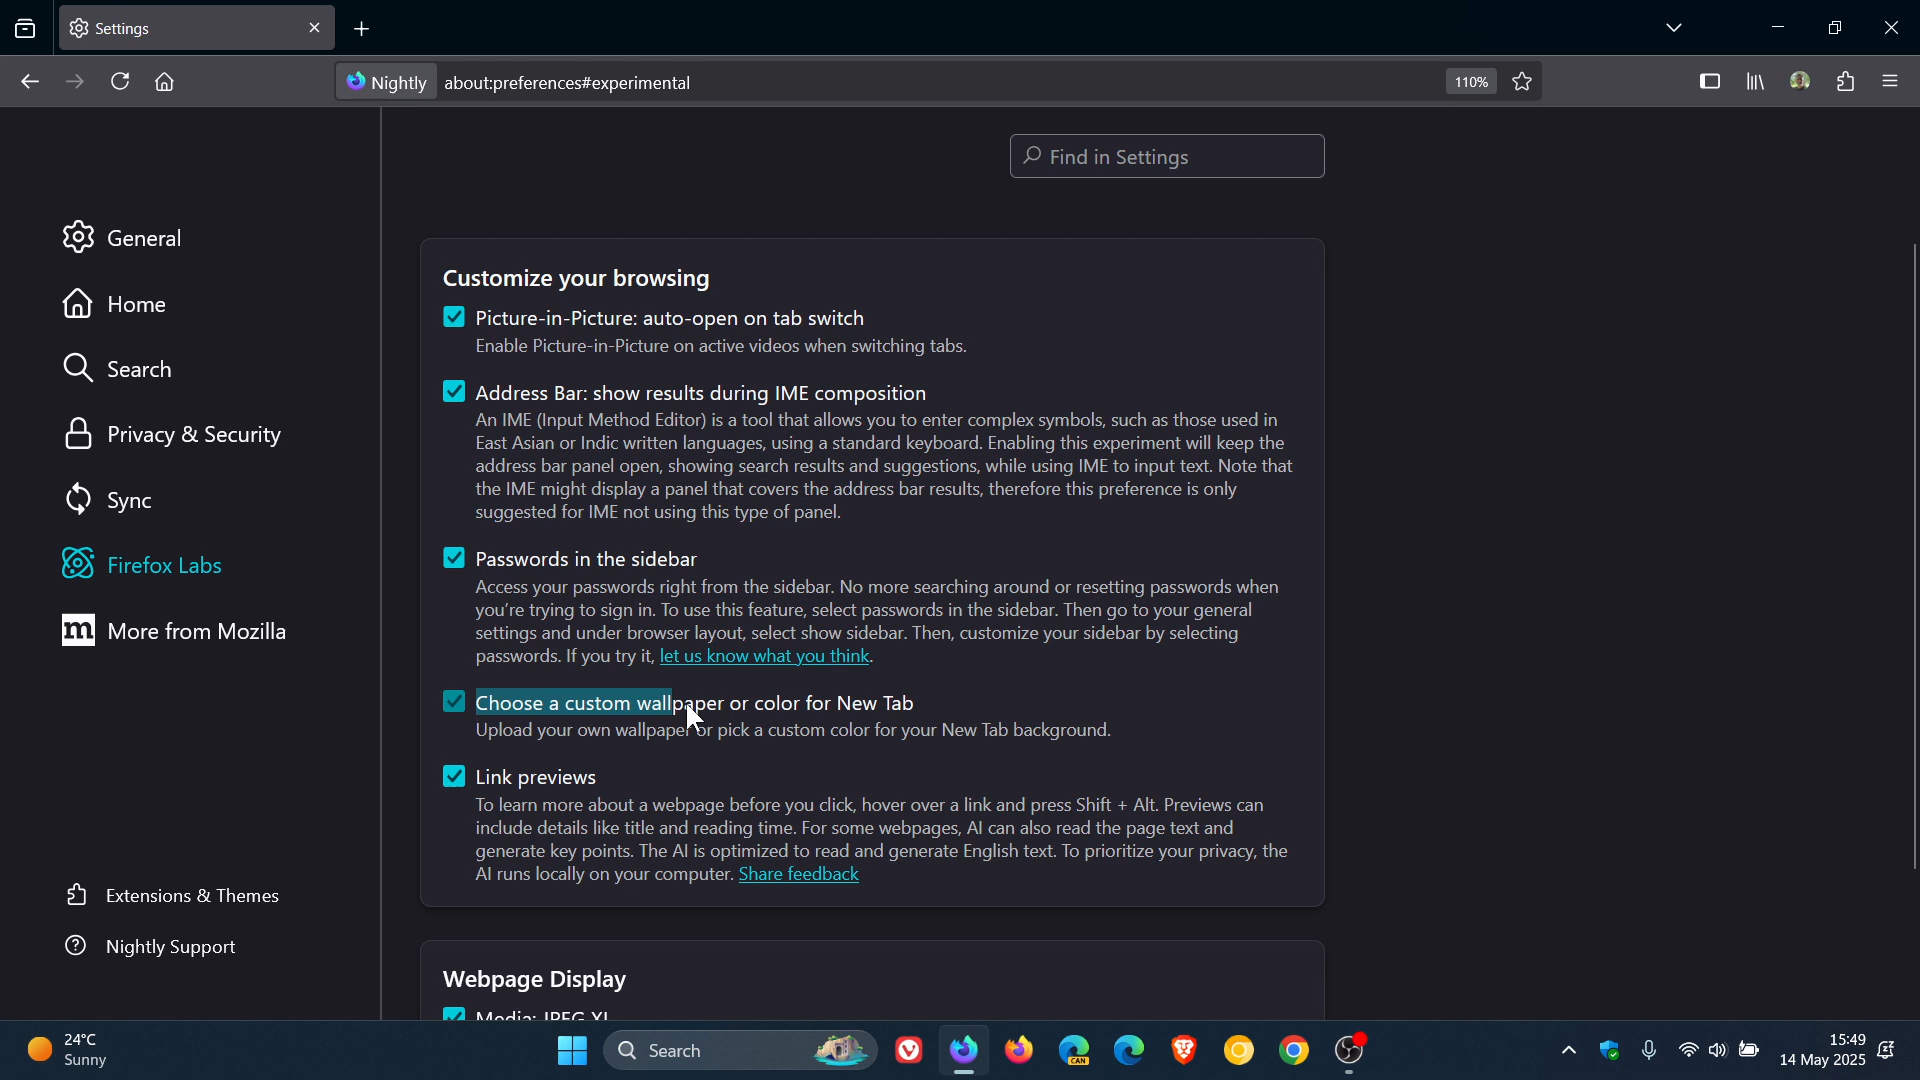 Settings
Nightly about:preferences#experimental 110%
Find in Settings
General
Home
Search
Privacy & Security
Sync
Firefox Labs
More from Mozilla
Extensions & Themes
Nightly Support
Customize your browsing
Picture-in-Picture: auto-open on tab switch
Enable Picture-in-Picture on active videos when switching tabs.
Address Bar: show results during IME composition
An IME (Input Method Editor) is a tool that allows you to enter complex symbols, such as those used in
East Asian or Indic written languages, using a standard keyboard. Enabling this experiment will keep the
address bar panel open, showing search results and suggestions, while using IME to input text. Note that
the IME might display a panel that covers the address bar results, therefore this preference is only
suggested for IME not using this type of panel.
Passwords in the sidebar
Access your passwords right from the sidebar. No more searching around or resetting passwords when
you're trying to sign in. To use this feature, select passwords in the sidebar. Then go to your general
settings and under browser layout, select show sidebar. Then, customize your sidebar by selecting
passwords. If you try it, let us know what you think.
Choose a custom wallpaper or color for New Tab
Upload your own wallpaper or pick a custom color for your New Tab background.
Link previews
To learn more about a webpage before you click, hover over a link and press Shift + Alt. Previews can
include details like title and reading time. For some webpages, AI can also read the page text and
generate key points. The AI is optimized to read and generate English text. To prioritize your privacy, the
AI runs locally on your computer. Share feedback
Webpage Display
Media: JPEG XL
24°C
Sunny
Search
CAN
15:49
14 May 2025